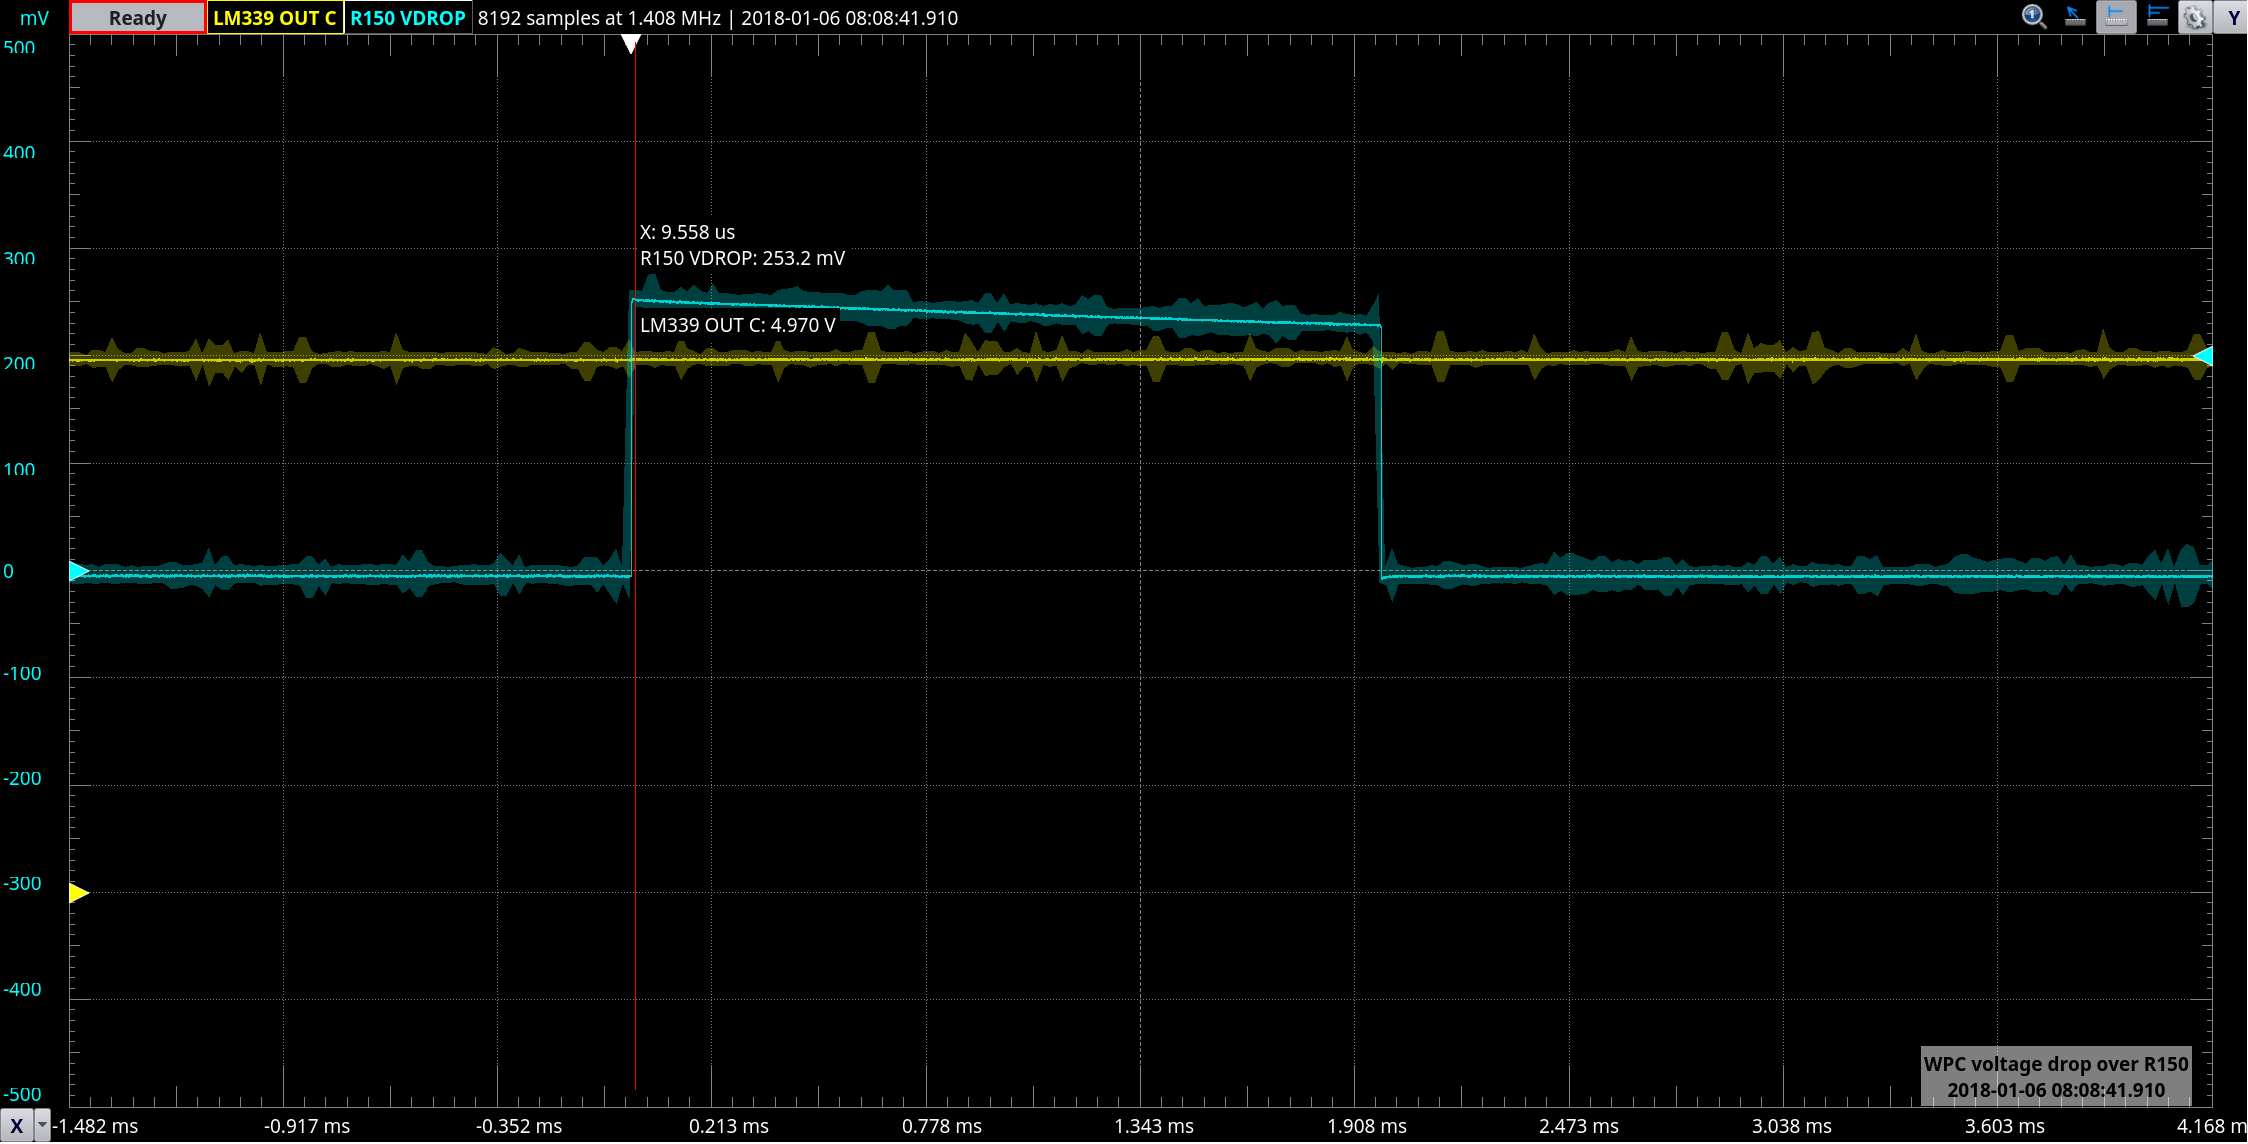 mV Ready LM339 OUT C R150 VDROP 8192 samples at 1.408 MHz | 2018-01-06 08:08:41.910 1 Y
500
400
X: 9.558 us
300 R150 VDROP: 253.2 mV
LM339 OUT C: 4.970 V
200
100
0
-100
-200
-300
-400
WPC voltage drop over R150
2018-01-06 08:08:41.910
-500
X -1.482 ms -0.917 ms -0.352 ms 0.213 ms 0.778 ms 1.343 ms 1.908 ms 2.473 ms 3.038 ms 3.603 ms 4.168 m